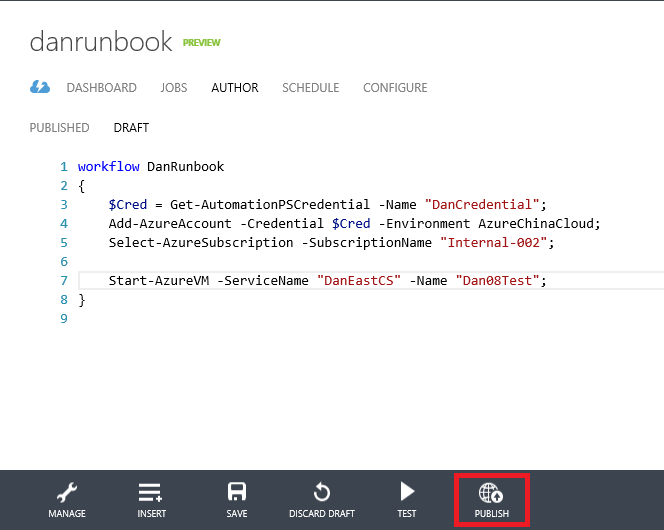 danrunbook PREVIEW
DASHBOARD JOBS AUTHOR SCHEDULE CONFIGURE
PUBLISHED DRAFT
1 workflow DanRunbook
2 {
3 $Cred = Get-AutomationPSCredential -Name "DanCredential";
4 Add-AzureAccount -Credential $Cred -Environment AzureChinaCloud;
5 Select-AzureSubscription -SubscriptionName "Internal-002";
6
7 Start-AzureVM -ServiceName "DanEastCS" -Name "Dan08Test";
8 }
9
MANAGE INSERT SAVE DISCARD DRAFT TEST PUBLISH